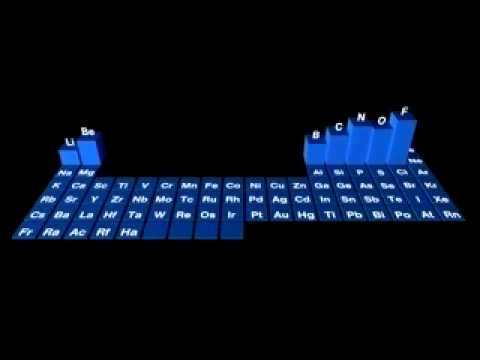 Li Be B C N O F
Ne
Na Mg Al Si P S Cl Ar
K Ca Sc Ti V Cr Mn Fe Co Ni Cu Zn Ga Ge As Se Br Kr
Rb Sr Y Zr Nb Mo Tc Ru Rh Pd Ag Cd In Sn Sb Te I Xe
Cs Ba La Hf Ta W Re Os Ir Pt Au Hg Ti Pb Bi Po At Rn
Fr Ra Ac Rf Ha